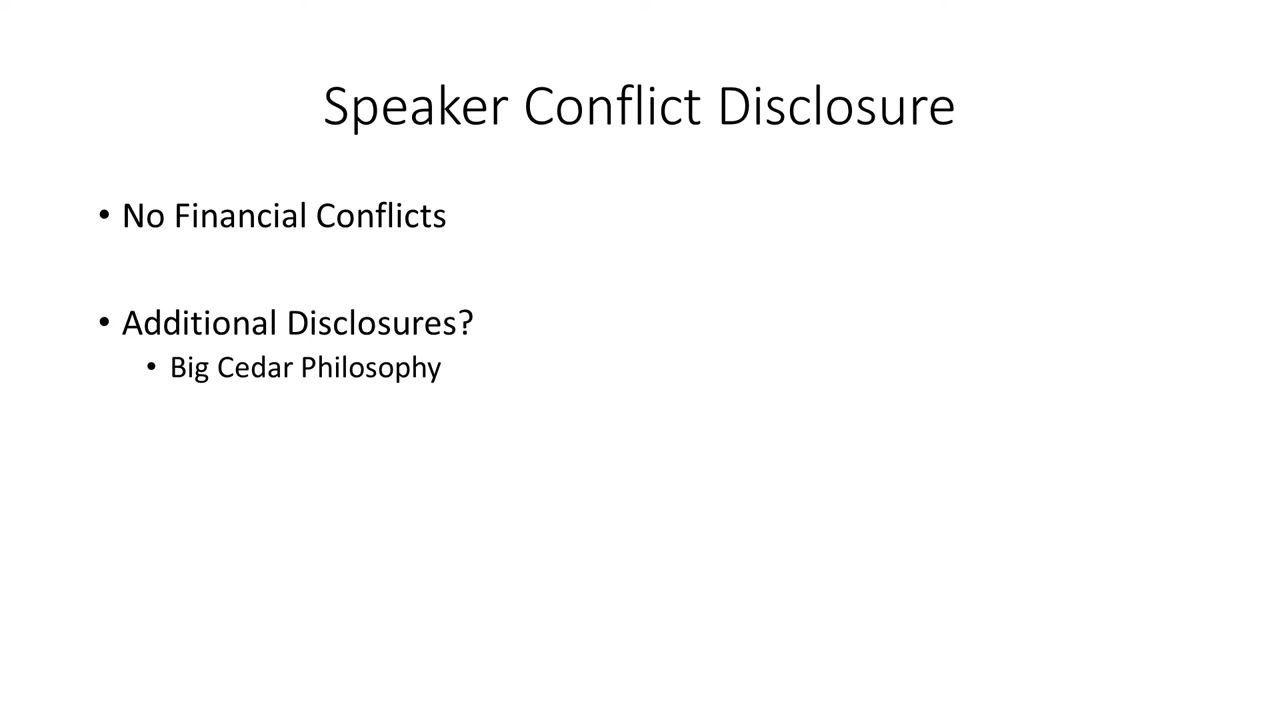 Speaker Conflict Disclosure
• No Financial Conflicts
• Additional Disclosures?
• Big Cedar Philosophy